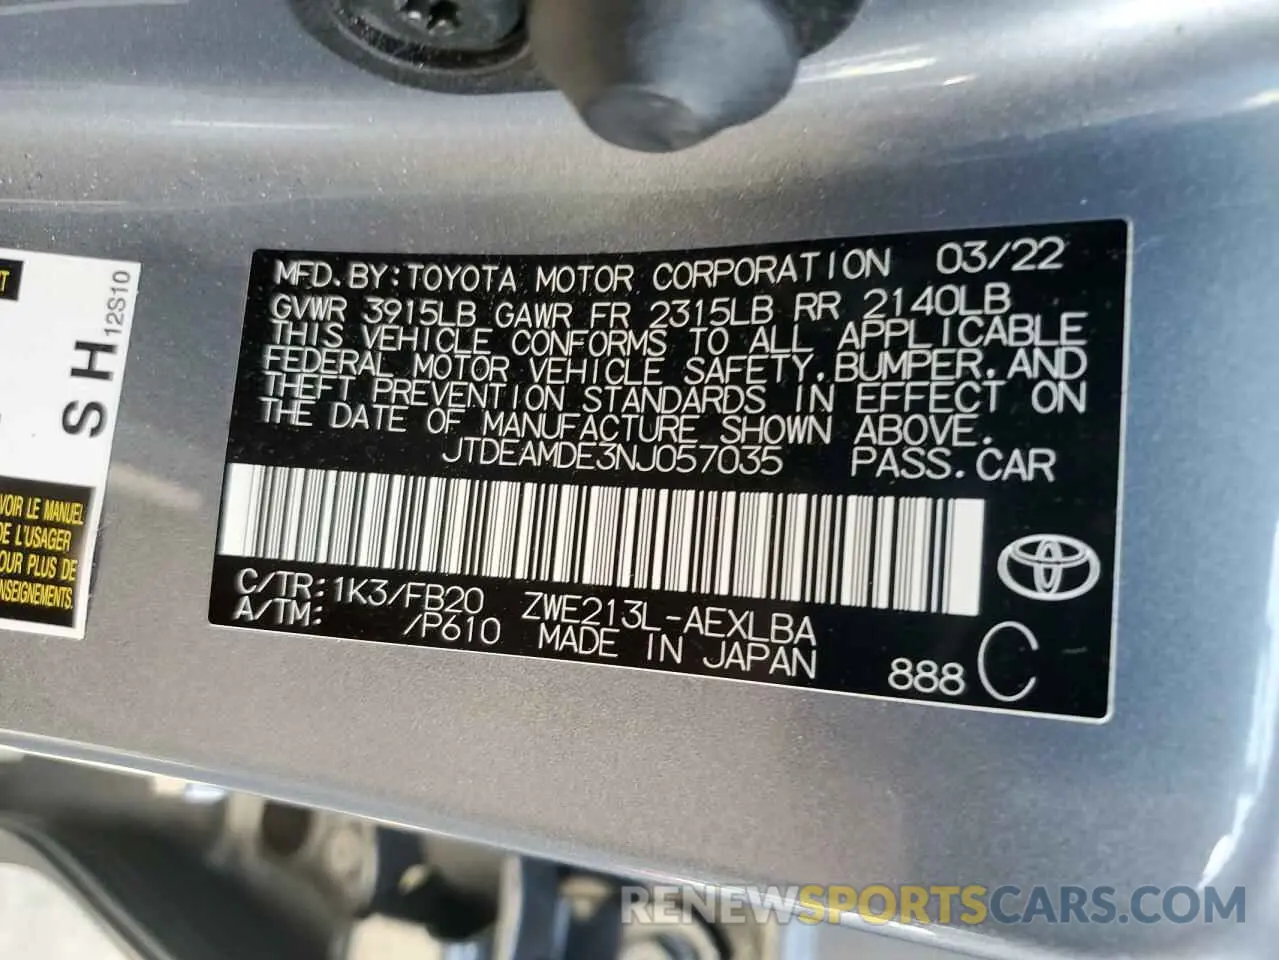 MFD. BY: TOYOTA MOTOR CORPORATION 03/22
GVWR 3915LB GAWR FR 2315LB RR 2140LB
THIS VEHICLE CONFORMS TO ALL APPLICABLE
FEDERAL MOTOR VEHICLE SAFETY, BUMPER, AND
THEFT PREVENTION STANDARDS IN EFFECT ON
THE DATE OF MANUFACTURE SHOWN ABOVE.
JTDEAMDE3NJ057035 PASS. CAR
C/TR: 1K3/FB20 ZWE213L-AEXLBA
A/TM: /P610 MADE IN JAPAN 888 C
S H 12S10
VOIR LE MANUEL
DE L'USAGER
POUR PLUS DE
RENEWSPORTSCARS.COM